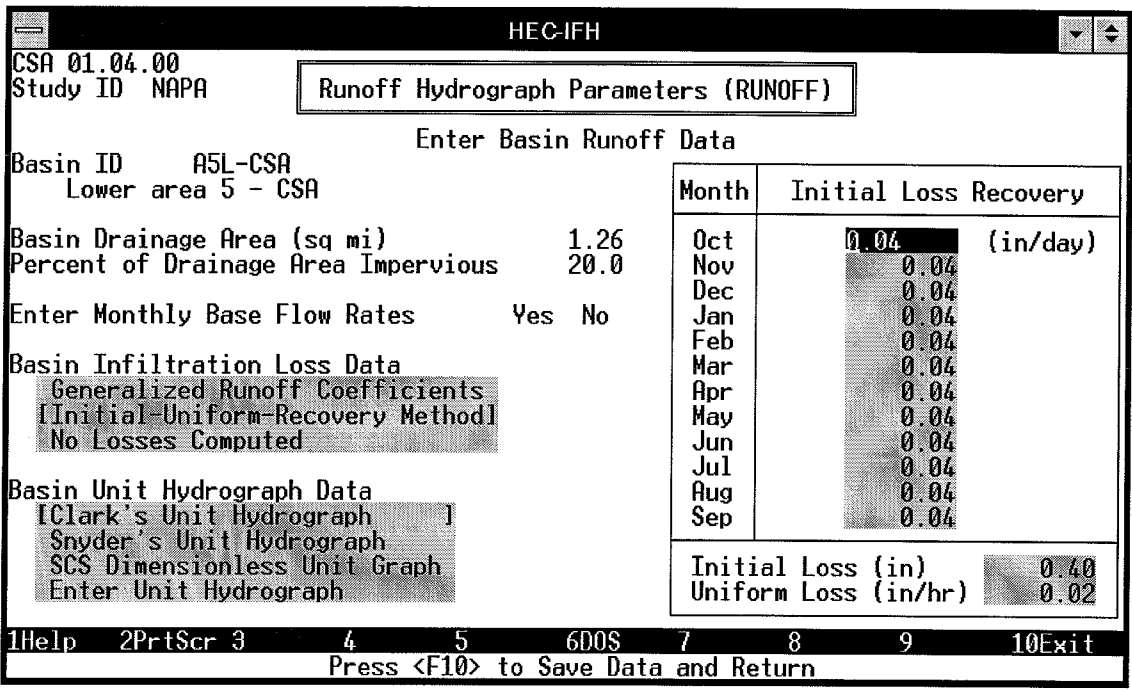 HEC-IFH
CSA 01.04.00
Study ID NAPA
Runoff Hydrograph Parameters (RUNOFF)
Enter Basin Runoff Data
Basin ID A5L-CSA
Lower area 5 - CSA
Basin Drainage Area (sq mi) 1.26
Percent of Drainage Area Impervious 20.0
Enter Monthly Base Flow Rates Yes No
Basin Infiltration Loss Data
Generalized Runoff Coefficients
[Initial-Uniform-Recovery Method]
No Losses Computed
Basin Unit Hydrograph Data
[Clark's Unit Hydrograph ]
Snyder's Unit Hydrograph
SCS Dimensionless Unit Graph
Enter Unit Hydrograph
Month Initial Loss Recovery
Oct 0.04 (in/day)
Nov 0.04
Dec 0.04
Jan 0.04
Feb 0.04
Mar 0.04
Apr 0.04
May 0.04
Jun 0.04
Jul 0.04
Aug 0.04
Sep 0.04
Initial Loss (in) 0.40
Uniform Loss (in/hr) 0.02
1Help 2PrtScr 3 4 5 6DOS 7 8 9 10Exit
Press <F10> to Save Data and Return